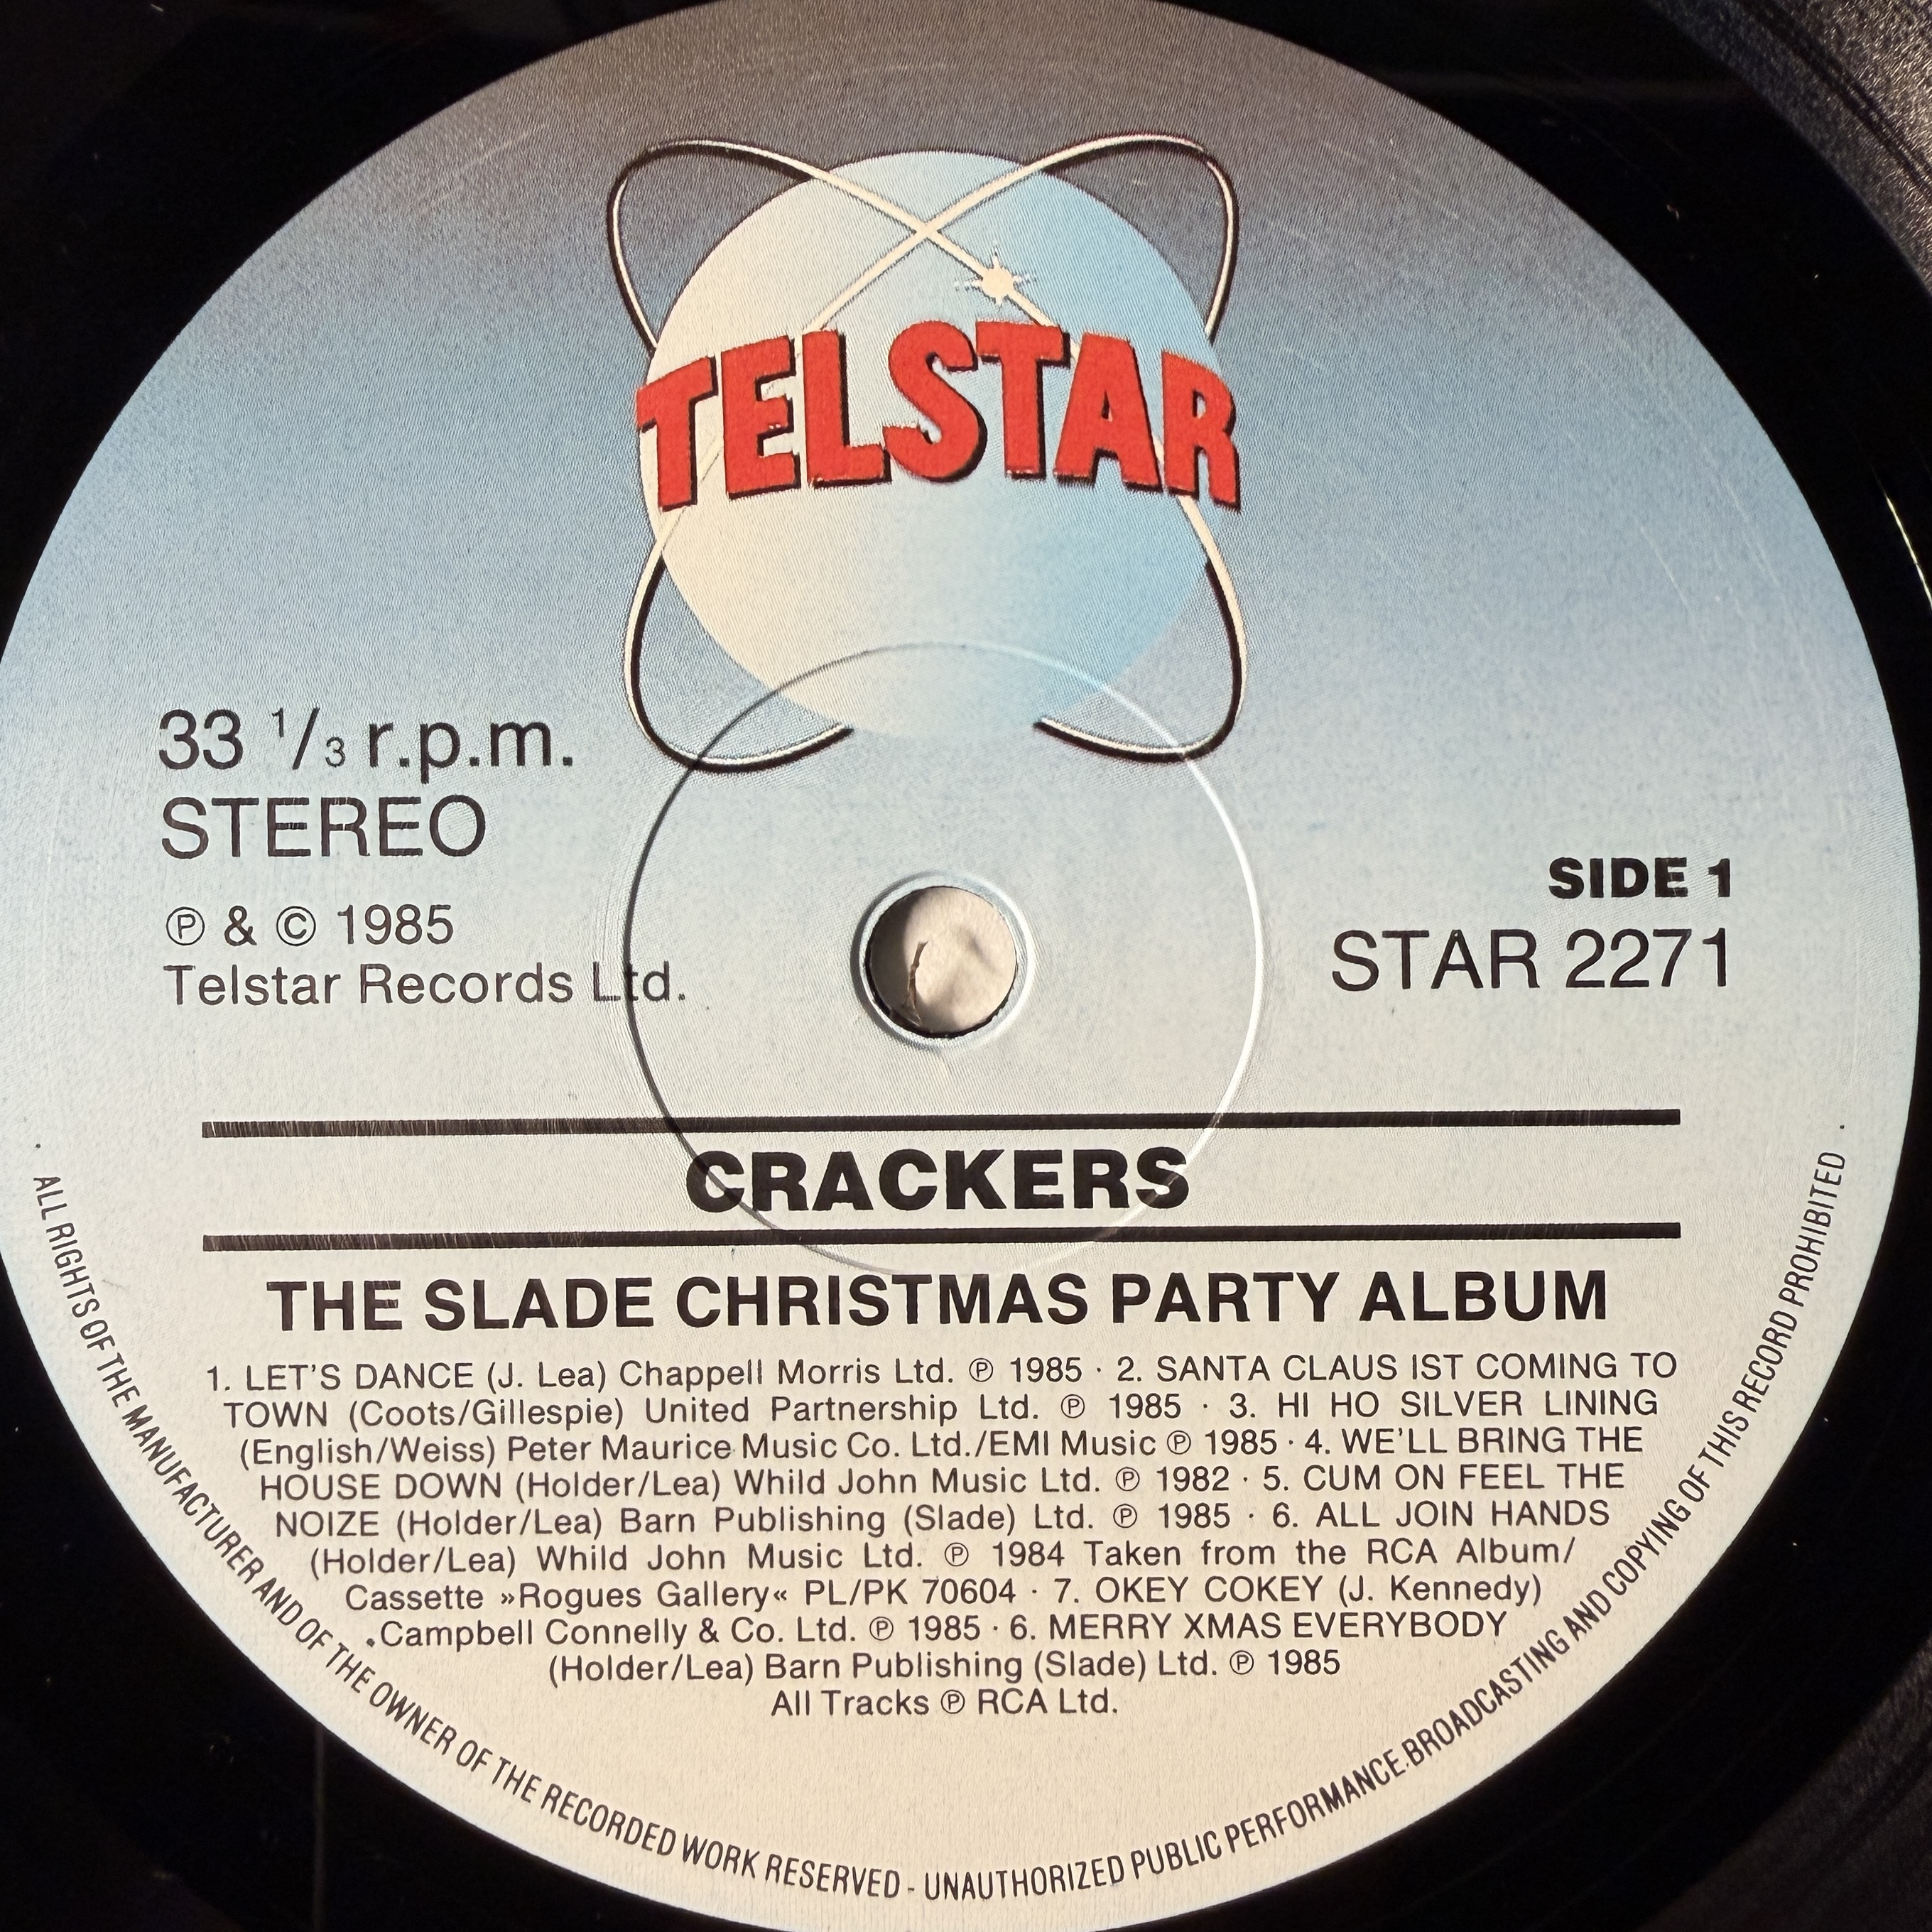 TELSTAR
33 1/3 r.p.m.
STEREO
℗ & © 1985
Telstar Records Ltd.
SIDE 1
STAR 2271
CRACKERS
THE SLADE CHRISTMAS PARTY ALBUM
1. LET'S DANCE (J. Lea) Chappell Morris Ltd. ℗ 1985 · 2. SANTA CLAUS IST COMING TO
TOWN (Coots/Gillespie) United Partnership Ltd. ℗ 1985 · 3. HI HO SILVER LINING
(English/Weiss) Peter Maurice Music Co. Ltd./EMI Music ℗ 1985 · 4. WE'LL BRING THE
HOUSE DOWN (Holder/Lea) Whild John Music Ltd. ℗ 1982 · 5. CUM ON FEEL THE
NOIZE (Holder/Lea) Barn Publishing (Slade) Ltd. ℗ 1985 · 6. ALL JOIN HANDS
(Holder/Lea) Whild John Music Ltd. ℗ 1984 Taken from the RCA Album/
Cassette »Rogues Gallery« PL/PK 70604 · 7. OKEY COKEY (J. Kennedy)
Campbell Connelly & Co. Ltd. ℗ 1985 · 6. MERRY XMAS EVERYBODY
(Holder/Lea) Barn Publishing (Slade) Ltd. ℗ 1985
All Tracks ℗ RCA Ltd.
· ALL RIGHTS OF THE MANUFACTURER AND OF THE OWNER OF THE RECORDED WORK RESERVED - UNAUTHORIZED PUBLIC PERFORMANCE BROADCASTING AND COPYING OF THIS RECORD PROHIBITED ·